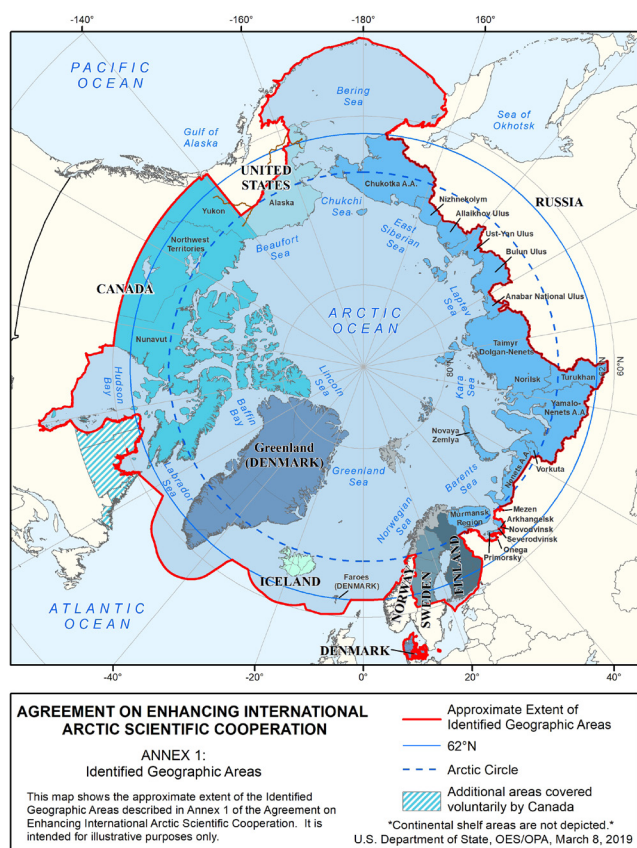 -140°
-160°
-180°
160°
140°
PACIFIC
OCEAN
Bering
Sea
Sea of
Okhotsk
Gulf of
Alaska
UNITED
STATES
Alaska
Chukchi
Sea
Chukotka A.A.
Nizhnekolym
Allaikhov Ulus
RUSSIA
Ust-Yan Ulus
Bulun Ulus
Yukon
Northwest
Territories
Beaufort
Sea
East
Siberian
Sea
Laptev
Sea
Anabar National Ulus
CANADA
ARCTIC
OCEAN
Nunavut
Taimyr
Dolgan-Nenets
Hudson
Bay
Lincoln
Sea
80°N
Kara
Sea
Norilsk
Turukhan
62°N
60°N
Yamalo-
Nenets A.A.
Baffin
Bay
Novaya
Zemlya
Greenland
(DENMARK)
Greenland
Sea
Barents
Sea
Nenets A.A.
Vorkuta
Labrador
Sea
Norwegian
Sea
Murmansk
Region
Mezen
Arkhangelsk
Novodvinsk
Severodvinsk
Onega
Primorsky
ICELAND
Faroes
(DENMARK)
NORWAY
SWEDEN
FINLAND
ATLANTIC
OCEAN
DENMARK
-40°
-20°
0°
20°
40°
AGREEMENT ON ENHANCING INTERNATIONAL
ARCTIC SCIENTIFIC COOPERATION
ANNEX 1:
Identified Geographic Areas
This map shows the approximate extent of the Identified
Geographic Areas described in Annex 1 of the Agreement on
Enhancing International Arctic Scientific Cooperation. It is
intended for illustrative purposes only.
Approximate Extent of
Identified Geographic Areas
62°N
Arctic Circle
Additional areas covered
voluntarily by Canada
*Continental shelf areas are not depicted.*
U.S. Department of State, OES/OPA, March 8, 2019